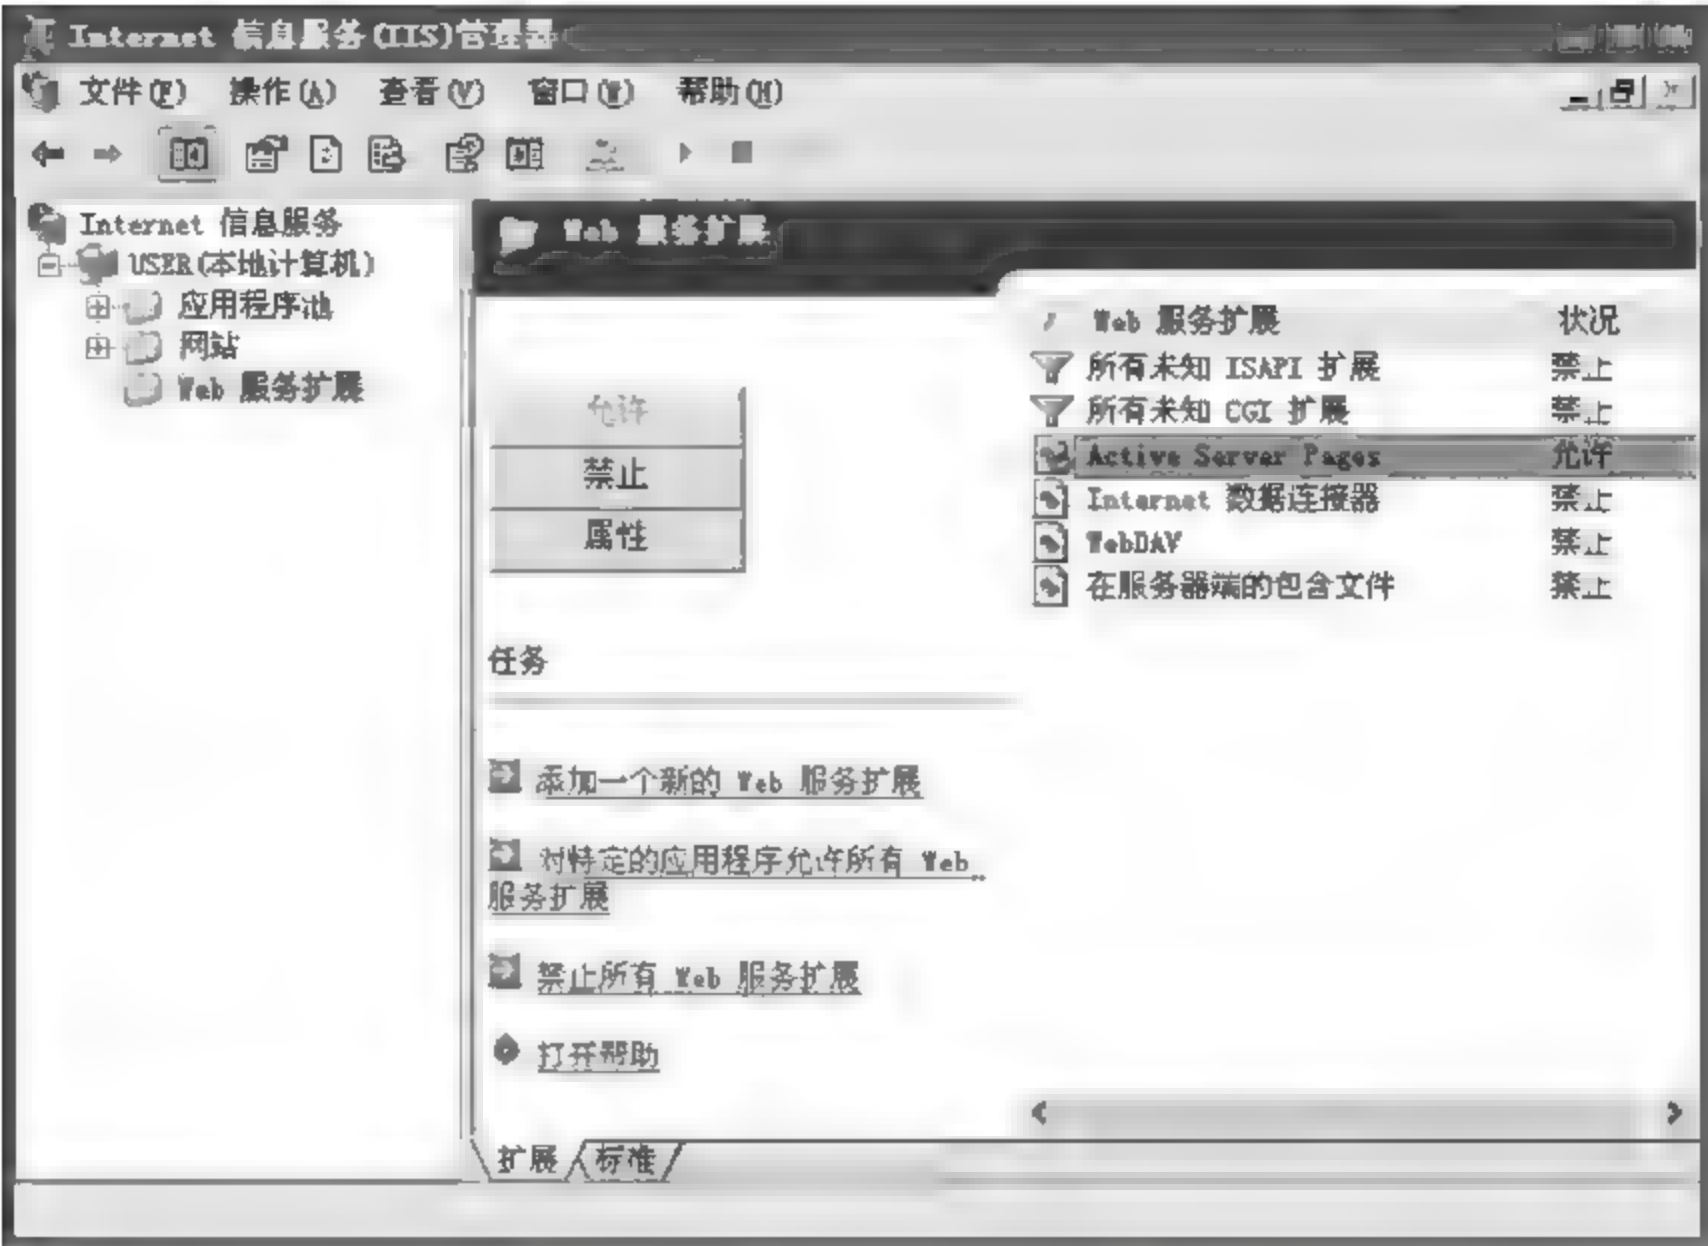 Internet 信息服务(IIS)管理器
文件(F) 操作(A) 查看(V) 窗口(W) 帮助(H)
Internet 信息服务
USER(本地计算机)
应用程序池
网站
Web 服务扩展
Web 服务扩展
允许
禁止
属性
任务
添加一个新的 Web 服务扩展
对特定的应用程序允许所有 Web
服务扩展
禁止所有 Web 服务扩展
打开帮助
Web 服务扩展 状况
所有未知 ISAPI 扩展 禁止
所有未知 CGI 扩展 禁止
Active Server Pages 允许
Internet 数据连接器 禁止
WebDAV 禁止
在服务器端的包含文件 禁止
扩展 标准